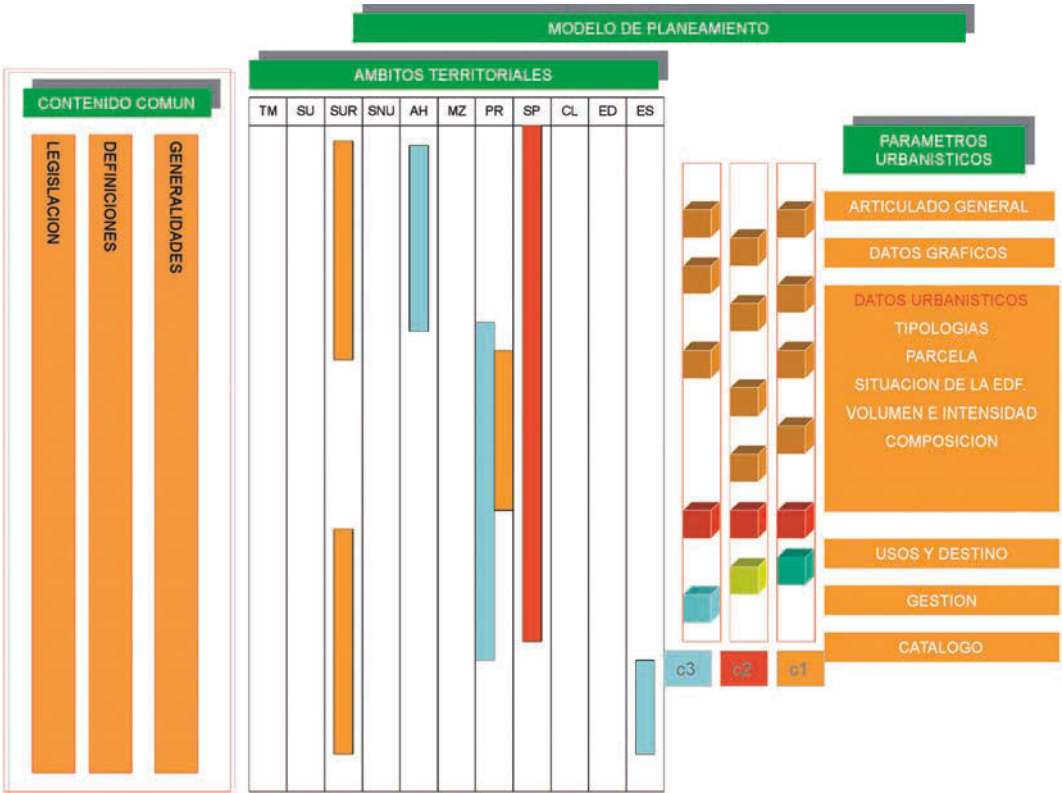 MODELO DE PLANEAMIENTO
AMBITOS TERRITORIALES
CONTENIDO COMUN
TM SU SUR SNU AH MZ PR SP CL ED ES
LEGISLACION
DEFINICIONES
GENERALIDADES
PARAMETROS
URBANISTICOS
ARTICULADO GENERAL
DATOS GRAFICOS
DATOS URBANISTICOS
TIPOLOGIAS
PARCELA
SITUACION DE LA EDF.
VOLUMEN E INTENSIDAD
COMPOSICION
USOS Y DESTINO
GESTION
CATALOGO
c3 c2 c1